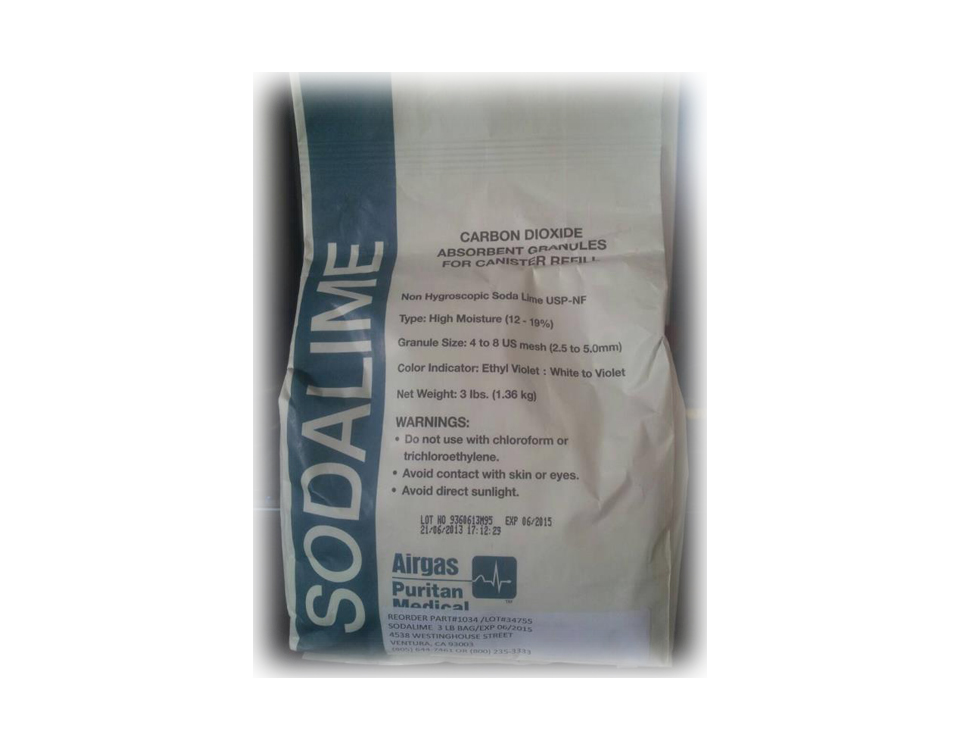 SODALIME
CARBON DIOXIDE
ABSORBENT GRANULES
FOR CANISTER REFILL
Non Hygroscopic Soda Lime USP-NF
Type: High Moisture (12 - 19%)
Granule Size: 4 to 8 US mesh (2.5 to 5.0mm)
Color Indicator: Ethyl Violet : White to Violet
Net Weight: 3 lbs. (1.36 kg)
WARNINGS:
• Do not use with chloroform or
trichloroethylene.
• Avoid contact with skin or eyes.
• Avoid direct sunlight.
LOT NO 9360613M95 EXP 06/2015
21/06/2013 17:12:29
Airgas
Puritan
Medical
TM
REORDER PART#1034 /LOT#34755
SODALIME 3 LB BAG/EXP 06/2015
4538 WESTINGHOUSE STREET
VENTURA, CA 93003
OR (800) 235-3333